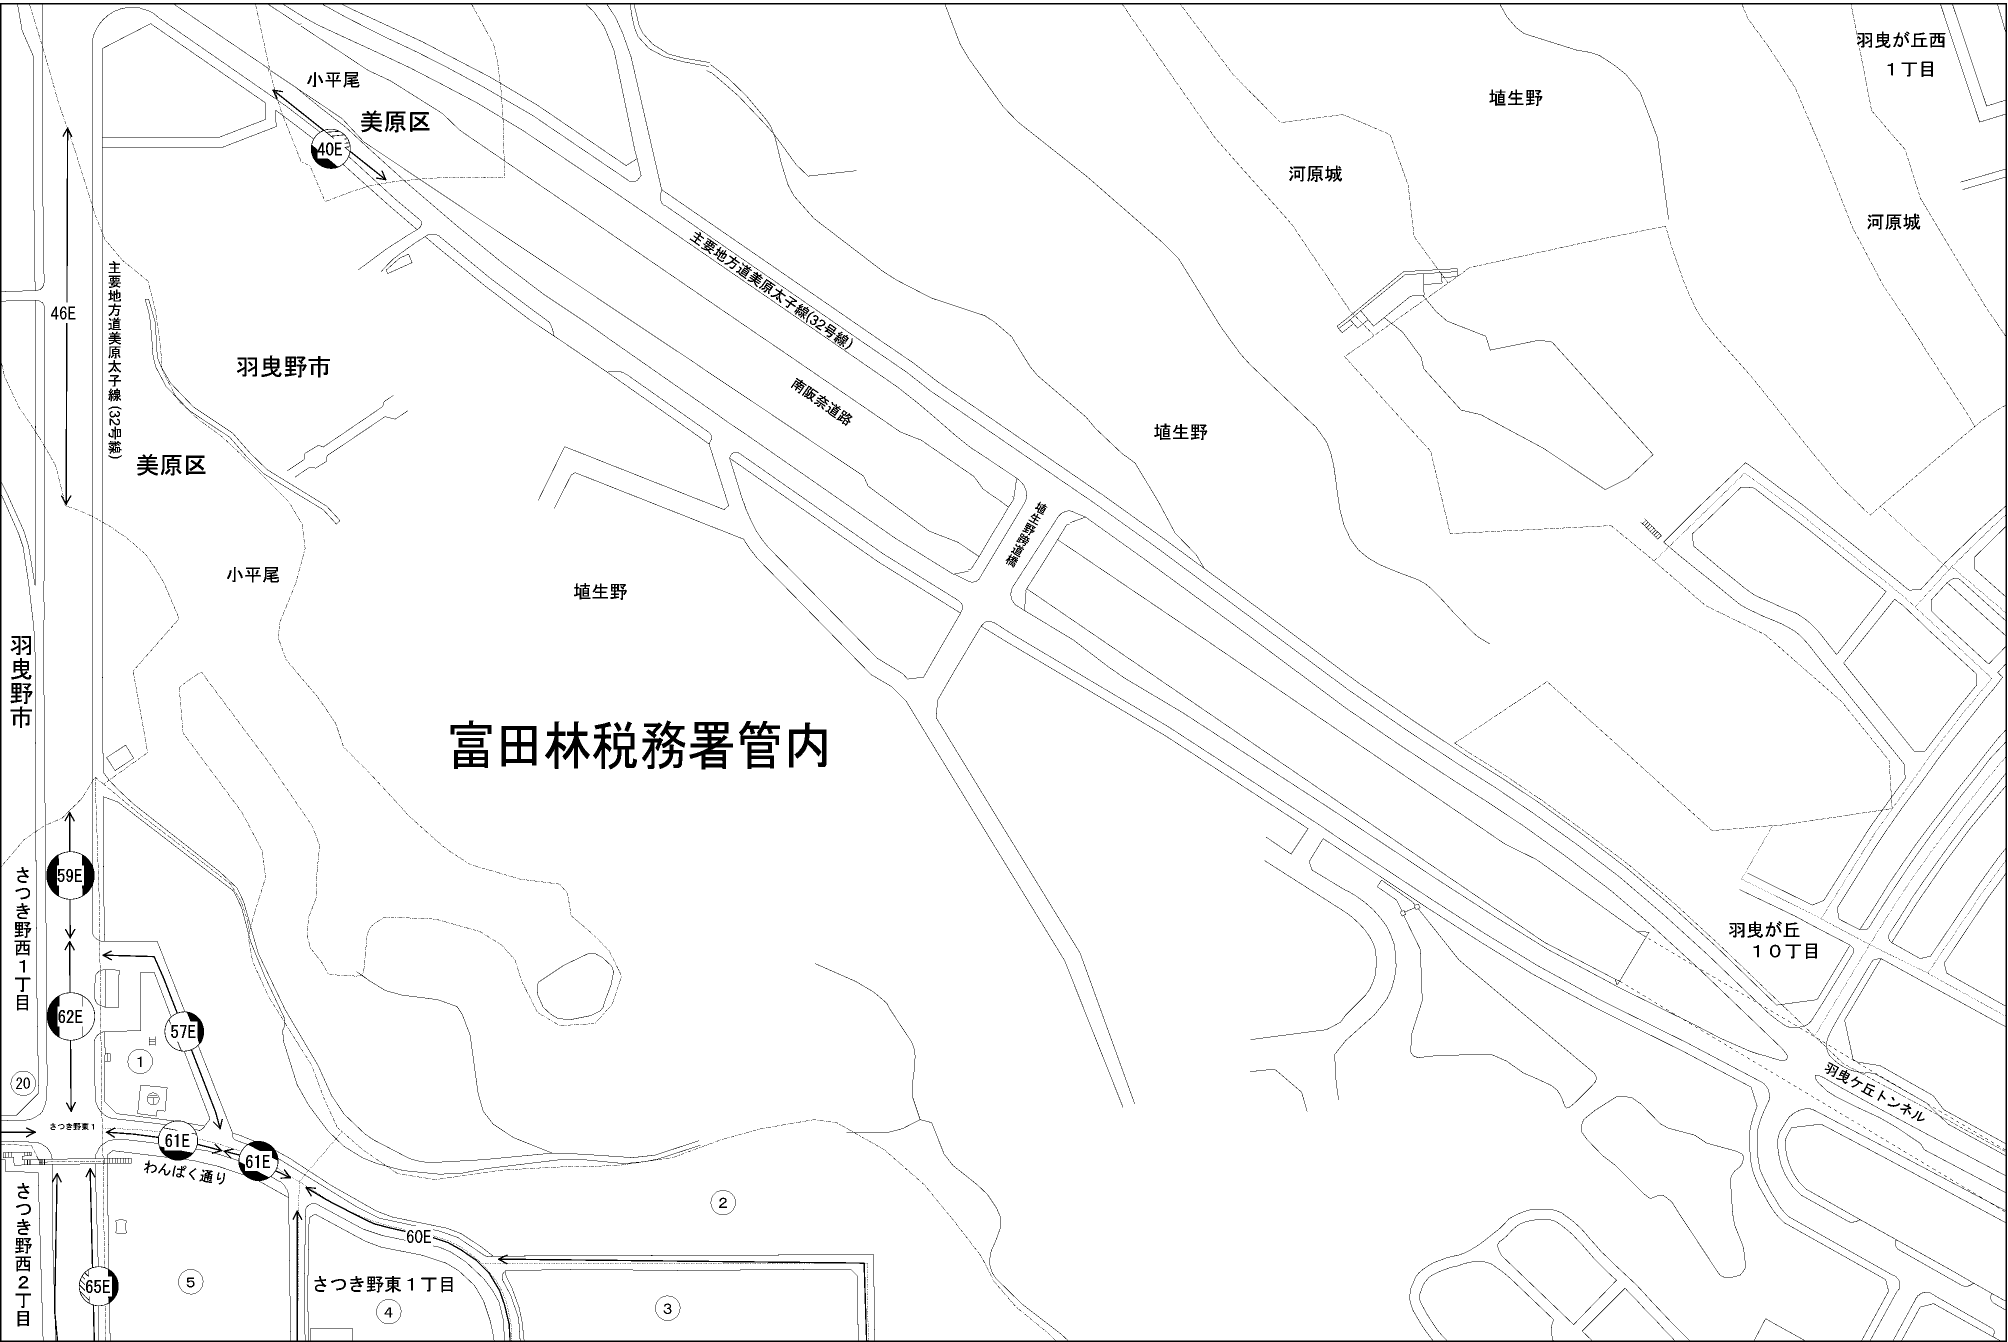 羽曳が丘西
１丁目
小平尾
美原区
埴生野
40E
河原城
河原城
主要地方道美原太子線(32号線)
主要地方道美原太子線(32号線)
46E
羽曳野市
南阪奈道路
埴生野
美原区
埴生野跨道橋
小平尾
埴生野
羽曳野市
富田林税務署管内
59E
さつき野西１丁目
羽曳が丘
１０丁目
62E
57E
1
20
羽曳ケ丘トンネル
さつき野東１
61E
61E
わんぱく通り
さつき野西２丁目
2
60E
65E
5
さつき野東１丁目
4
3